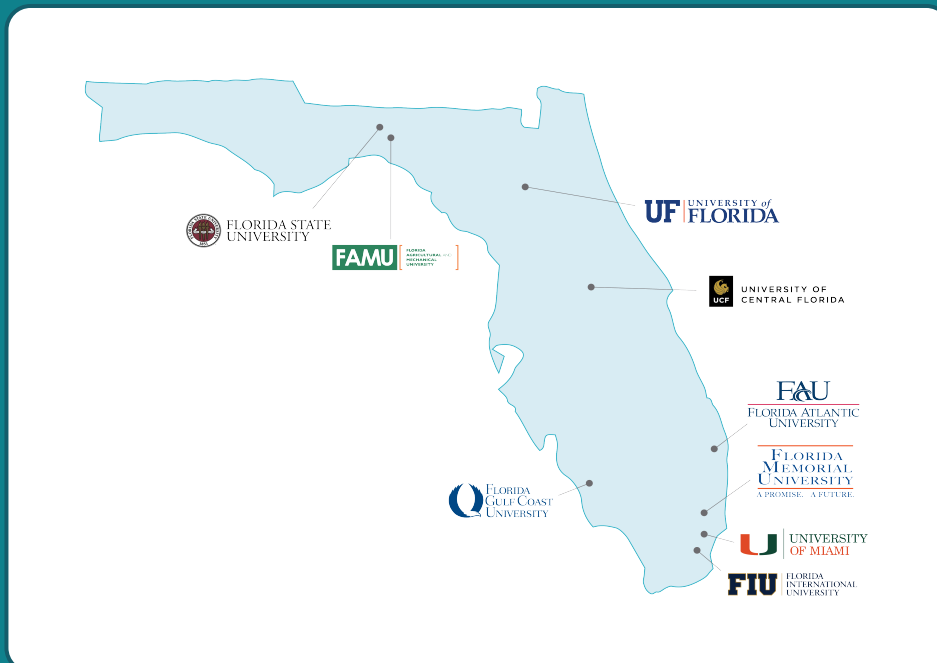 FLORIDA STATE
UNIVERSITY
FAMU
FLORIDA
AGRICULTURAL AND
MECHANICAL
UNIVERSITY
UF
UNIVERSITY of
FLORIDA
UCF
UNIVERSITY OF
CENTRAL FLORIDA
FAU
FLORIDA ATLANTIC
UNIVERSITY
FLORIDA
MEMORIAL
UNIVERSITY
A PROMISE. A FUTURE.
FLORIDA
GULF COAST
UNIVERSITY
UNIVERSITY
OF MIAMI
FIU
FLORIDA
INTERNATIONAL
UNIVERSITY